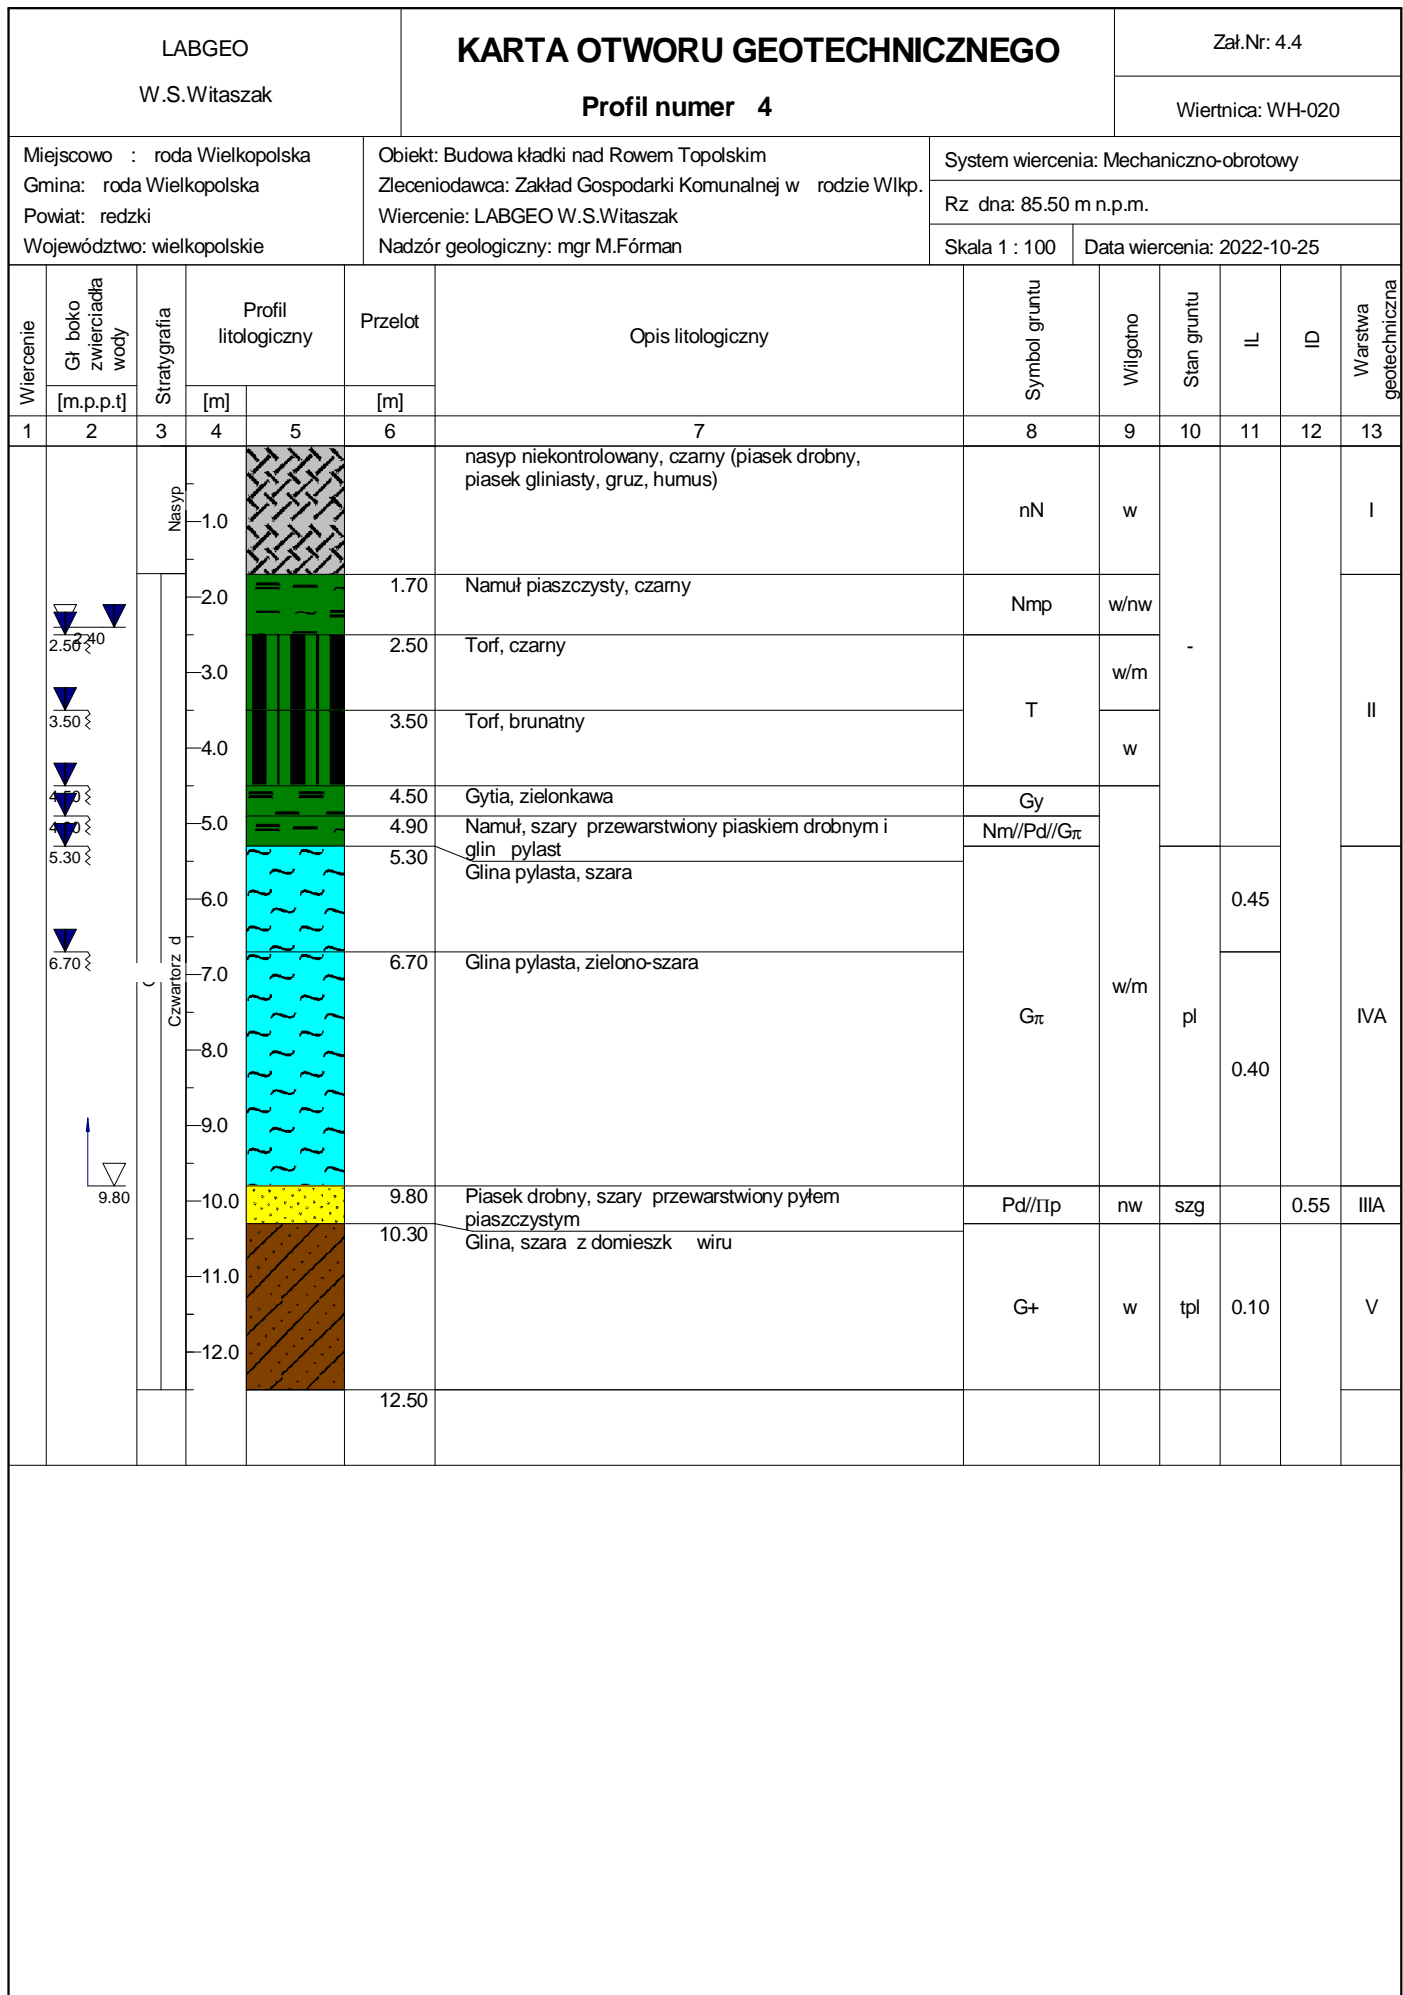 LABGEO
W.S.Witaszak
KARTA OTWORU GEOTECHNICZNEGO
Profil numer 4
Zał.Nr: 4.4
Wiertnica: WH-020
Miejscowo : roda Wielkopolska
Gmina: roda Wielkopolska
Powiat: redzki
Województwo: wielkopolskie
Obiekt: Budowa kładki nad Rowem Topolskim
Zleceniodawca: Zakład Gospodarki Komunalnej w rodzie Wlkp.
Wiercenie: LABGEO W.S.Witaszak
Nadzór geologiczny: mgr M.Fórman
System wiercenia: Mechaniczno-obrotowy
Rz dna: 85.50 m n.p.m.
Skala 1 : 100
Data wiercenia: 2022-10-25
Wiercenie
Gł boko
zwierciadła
wody
[m.p.p.t]
Stratygrafia
Profil
litologiczny
[m]
Przelot
[m]
Opis litologiczny
Symbol gruntu
Wilgotno
Stan gruntu
IL
ID
Warstwa
geotechniczna
1 2 3 4 5 6 7 8 9 10 11 12 13
nasyp niekontrolowany, czarny (piasek drobny,
piasek gliniasty, gruz, humus)
nN w I
Nasyp
1.0
1.70 Namuł piaszczysty, czarny
Nmp w/nw
2.0
2.40
2.50
2.50 Torf, czarny
w/m
-
3.0
T
II
3.50
3.50 Torf, brunatny
w
4.0
4.50
4.50 Gytia, zielonkawa
Gy
4.90
5.0
4.90 Namuł, szary przewarstwiony piaskiem drobnym i
glin pylast
Nm//Pd//Gπ
5.30
5.30
Glina pylasta, szara
6.0
0.45
6.70
6.70 Glina pylasta, zielono-szara
Czwartorz d
7.0
w/m
Gπ pl IVA
8.0
0.40
9.0
9.80
10.0
9.80 Piasek drobny, szary przewarstwiony pyłem
piaszczystym
Pd//Πp nw szg 0.55 IIIA
10.30
Glina, szara z domieszk wiru
11.0
G+ w tpl 0.10 V
12.0
12.50